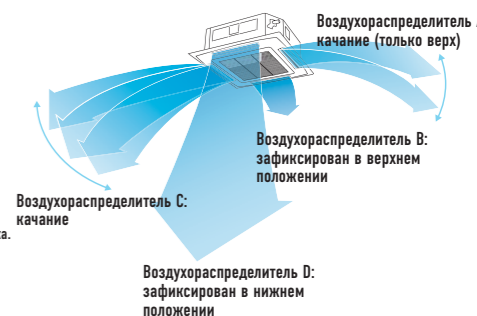 Воздухораспределитель
качание (только верх)
Воздухораспределитель B:
зафиксирован в верхнем
положении
Воздухораспределитель C:
качание
Воздухораспределитель D:
зафиксирован в нижнем
положении